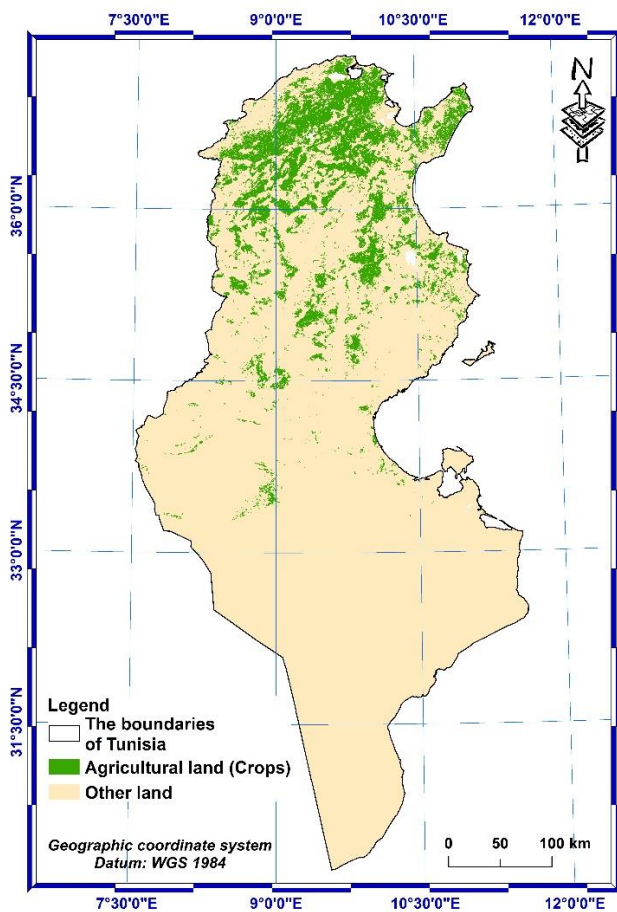 7°30'0"E 9°0'0"E 10°30'0"E 12°0'0"E
N
36°0'0"N
34°30'0"N
33°0'0"N
31°30'0"N
Legend
The boundaries
of Tunisia
Agricultural land (Crops)
Other land
Geographic coordinate system
Datum: WGS 1984
0 50 100 km
7°30'0"E 9°0'0"E 10°30'0"E 12°0'0"E